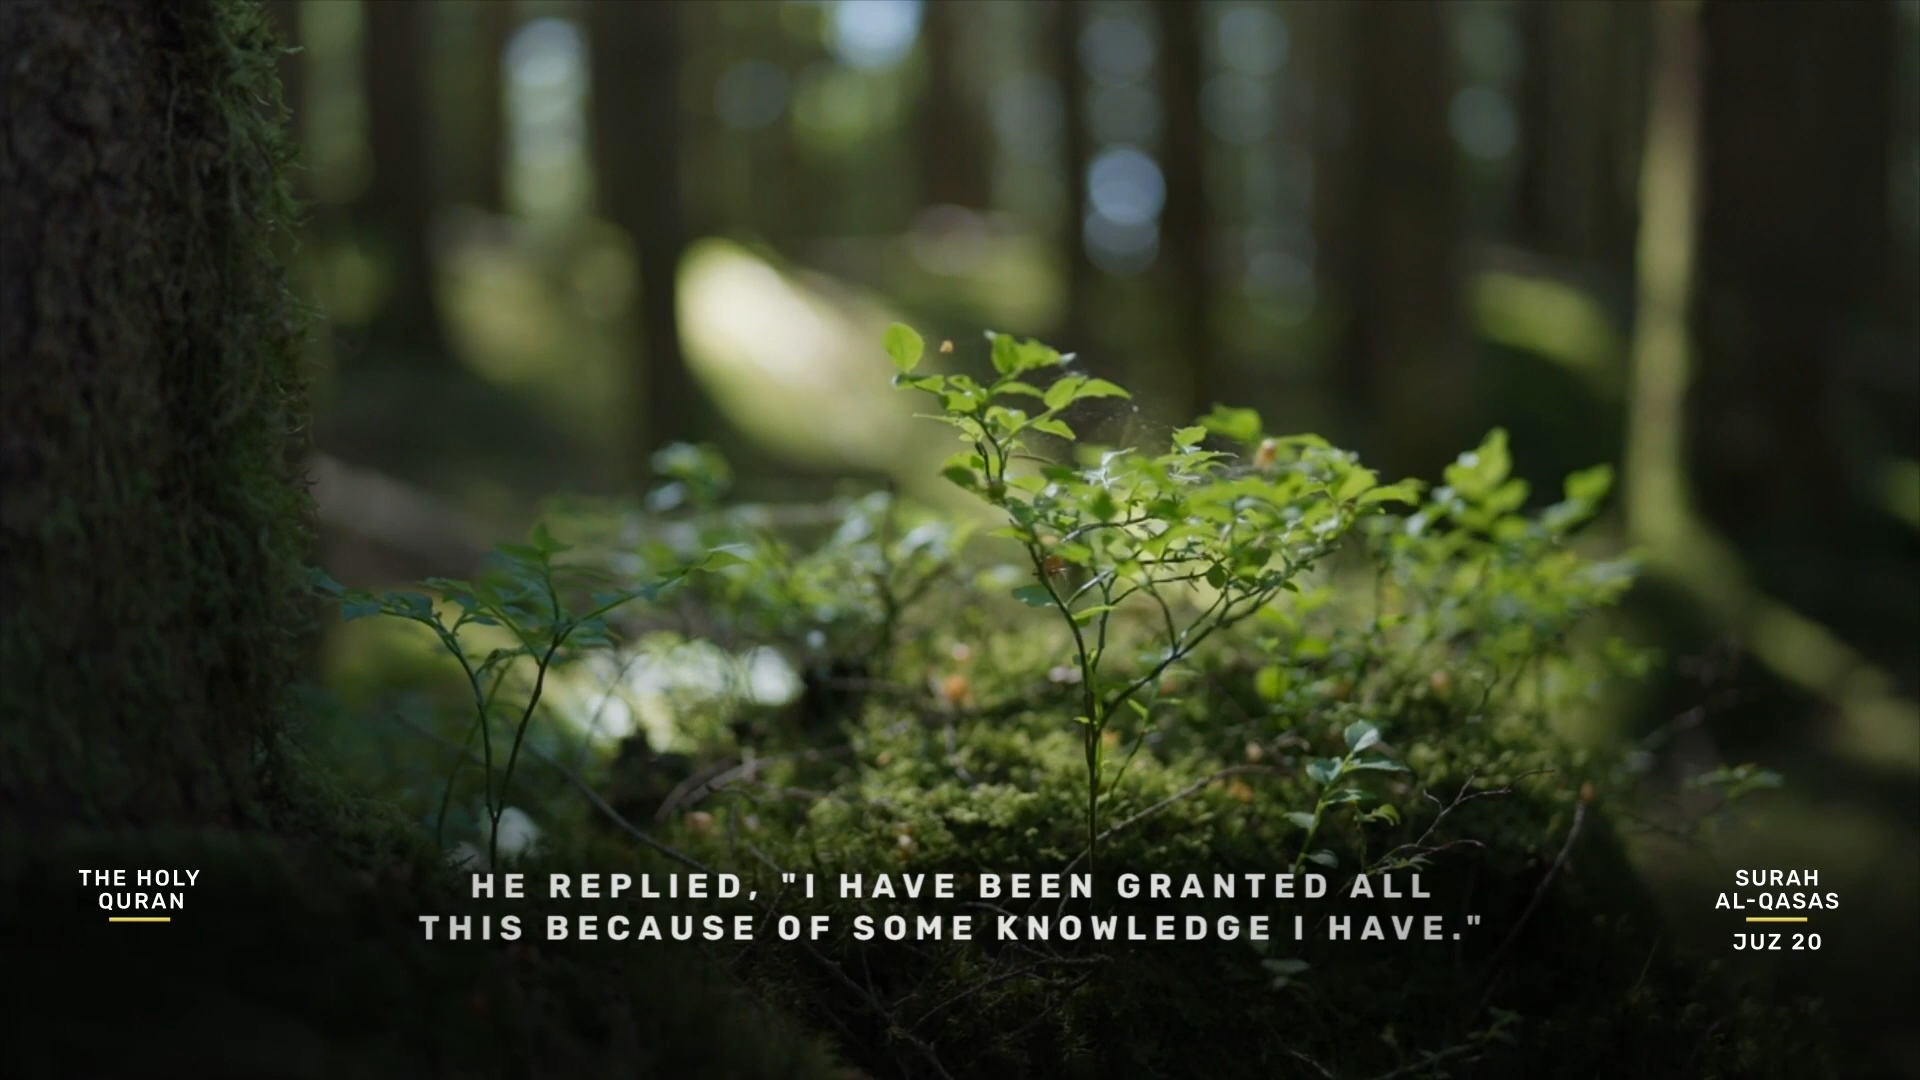 THE HOLY
QURAN
HE REPLIED, "I HAVE BEEN GRANTED ALL
THIS BECAUSE OF SOME KNOWLEDGE I HAVE."
SURAH
AL-QASAS
JUZ 20